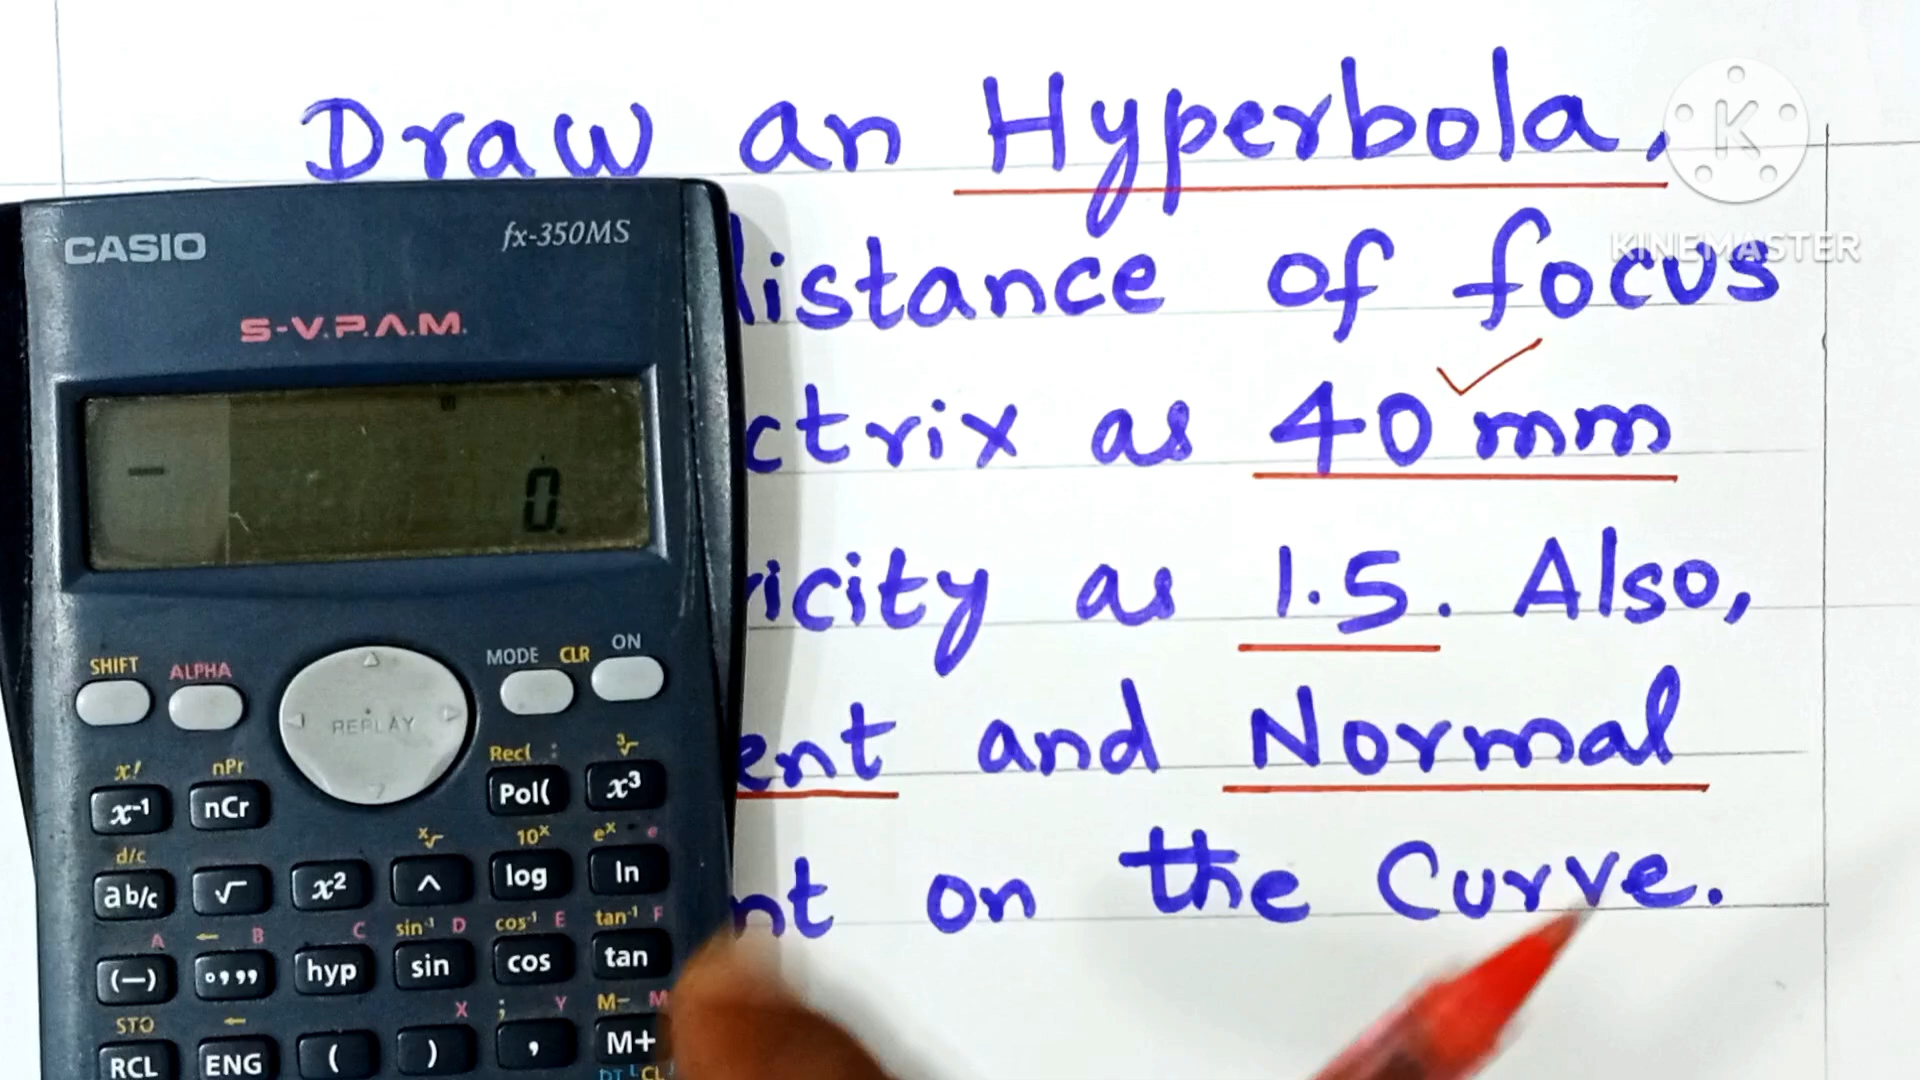 Draw an Hyperbola,
distance of focus
ctrix as 40 mm
icity as 1.5. Also,
ent and Normal
nt on the Curve.
K
KINEMASTER
CASIO fx-350MS
S-V.P.A.M.
0.
SHIFT ALPHA MODE CLR ON
REPLAY
x! nPr Rec( : ³√
x⁻¹ nCr Pol( x³
d/c ˣ√ 10ˣ eˣ e
ab/c √ x² ^ log ln
A ← B C sin⁻¹ D cos⁻¹ E tan⁻¹ F
(−) °,,, hyp sin cos tan
STO ← X ; Y M− M
RCL ENG ( ) , M+